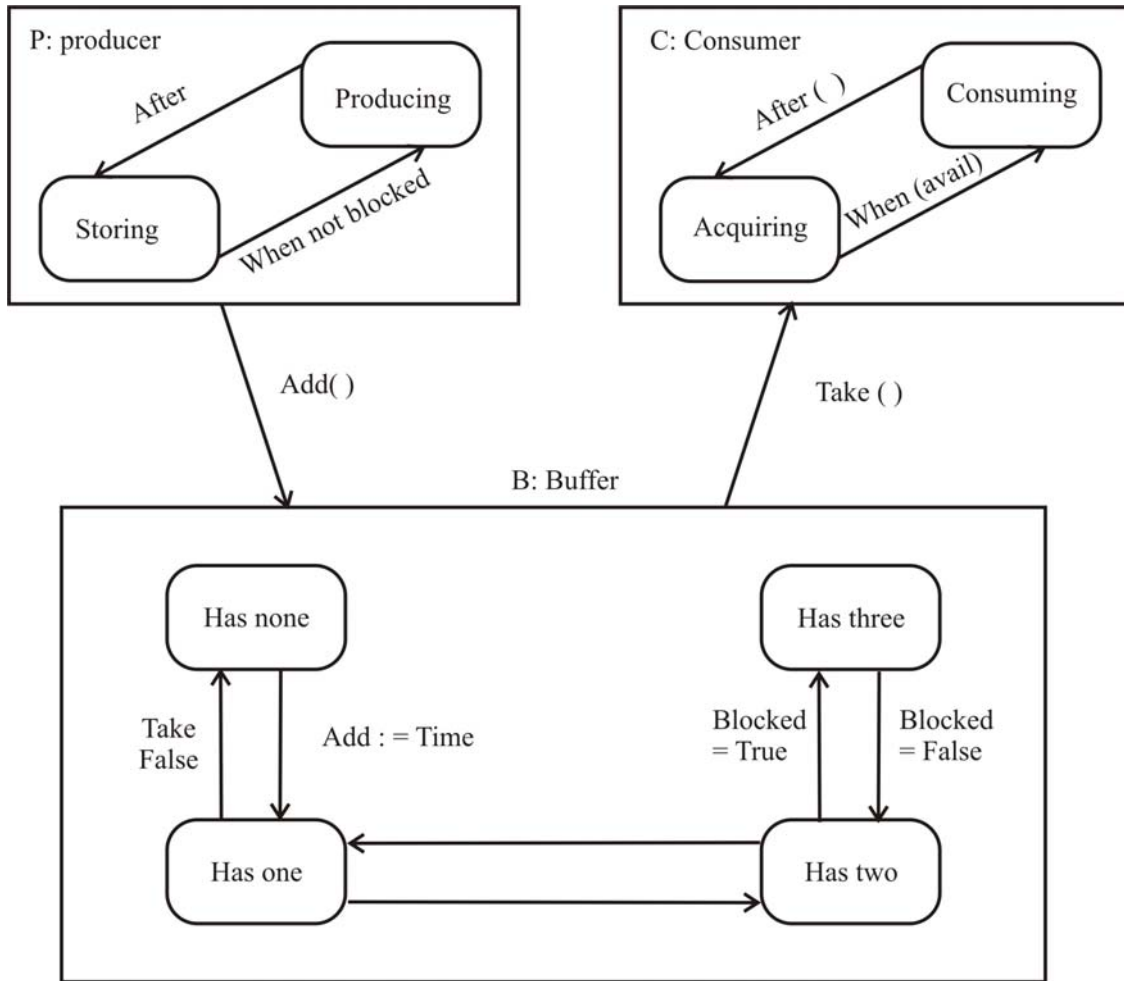 P: producer
After
Producing
Storing
When not blocked
C: Consumer
After ( )
Consuming
Acquiring
When (avail)
Add( )
Take ( )
B: Buffer
Has none
Has three
Take
False
Add : = Time
Blocked
= True
Blocked
= False
Has one
Has two